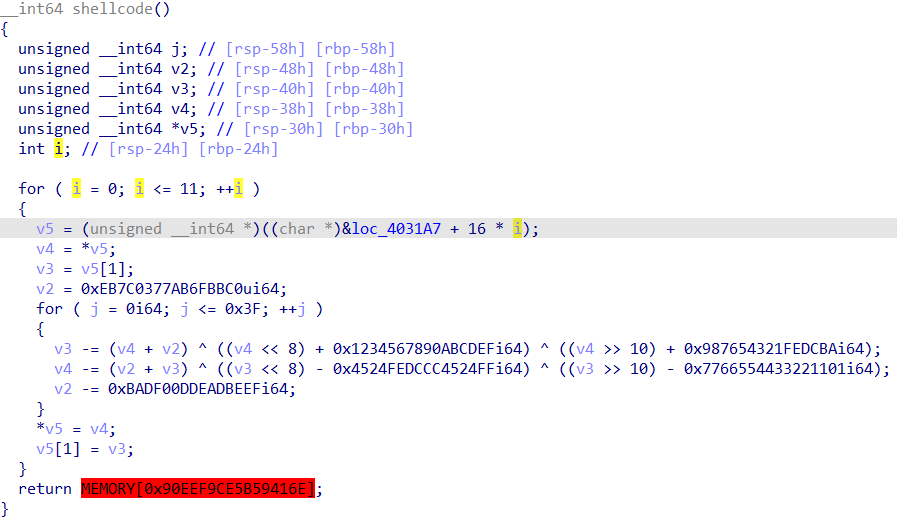 __int64 shellcode()
{
  unsigned __int64 j; // [rsp-58h] [rbp-58h]
  unsigned __int64 v2; // [rsp-48h] [rbp-48h]
  unsigned __int64 v3; // [rsp-40h] [rbp-40h]
  unsigned __int64 v4; // [rsp-38h] [rbp-38h]
  unsigned __int64 *v5; // [rsp-30h] [rbp-30h]
  int i; // [rsp-24h] [rbp-24h]
  for ( i = 0; i <= 11; ++i )
  {
    v5 = (unsigned __int64 *)((char *)&loc_4031A7 + 16 * i);
    v4 = *v5;
    v3 = v5[1];
    v2 = 0xEB7C0377AB6FBBC0ui64;
    for ( j = 0i64; j <= 0x3F; ++j )
    {
      v3 -= (v4 + v2) ^ ((v4 << 8) + 0x1234567890ABCDEFi64) ^ ((v4 >> 10) + 0x987654321FEDCBAi64);
      v4 -= (v2 + v3) ^ ((v3 << 8) - 0x4524FEDCCC4524FFi64) ^ ((v3 >> 10) - 0x7766554433221101i64);
      v2 -= 0xBADF00DDEADBEEFi64;
    }
    *v5 = v4;
    v5[1] = v3;
  }
  return MEMORY[0x90EEF9CE5B59416E];
}